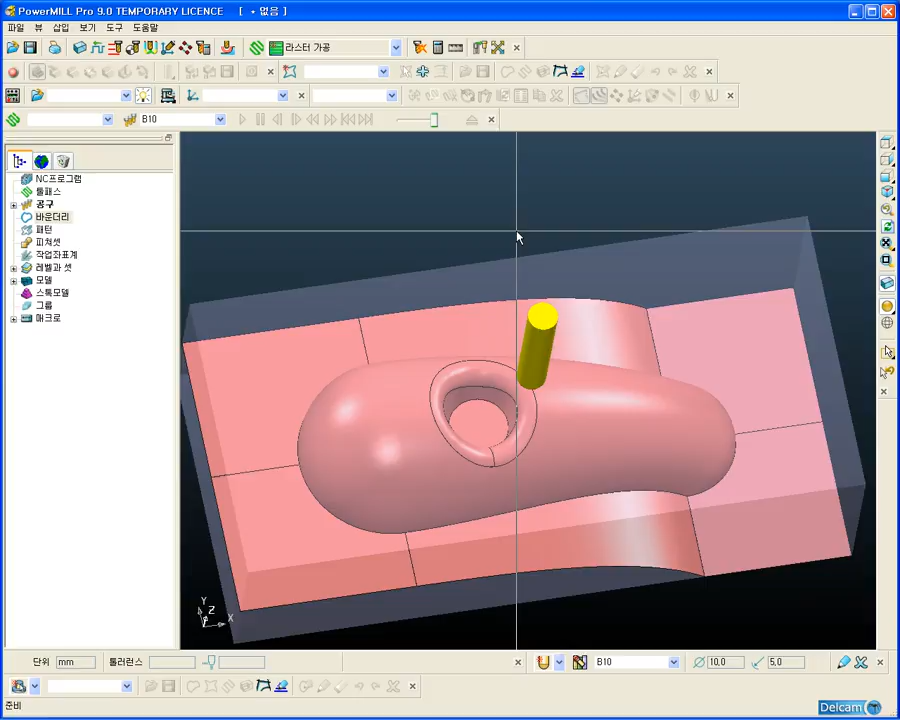 PowerMILL Pro 9.0 TEMPORARY LICENCE [ • 없음 ]
파일 뷰 삽입 보기 도구 도움말
라스터 가공
B10
NC프로그램
툴패스
공구
바운더리
패턴
피쳐셋
작업좌표계
레벨과 셋
모델
스톡모델
그룹
매크로
Y
Z
X
단위 mm 톨러런스 B10 10,0 5,0
준비
Delcam